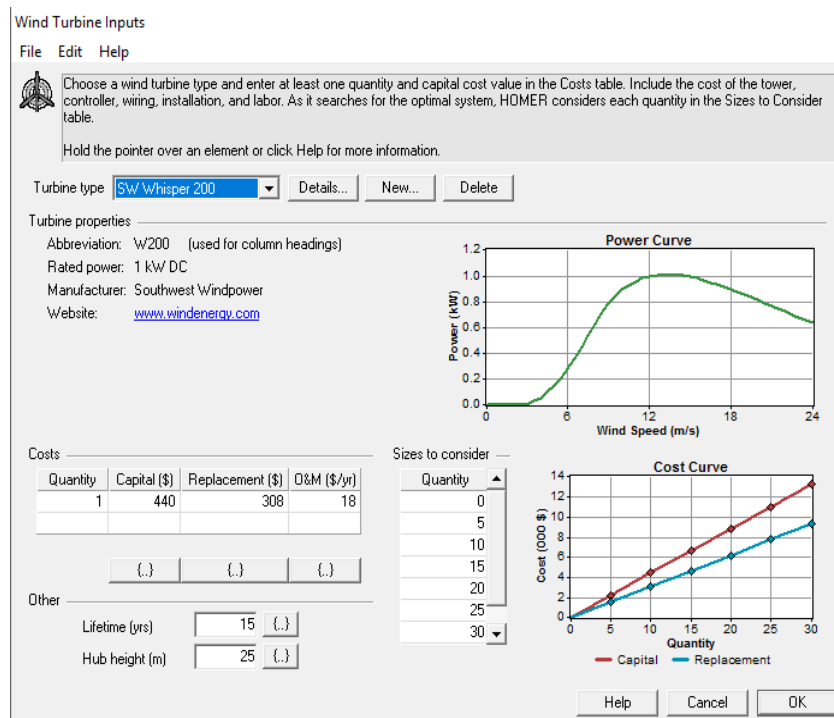 Wind Turbine Inputs
File Edit Help
Choose a wind turbine type and enter at least one quantity and capital cost value in the Costs table. Include the cost of the tower,
controller, wiring, installation, and labor. As it searches for the optimal system, HOMER considers each quantity in the Sizes to Consider
table.
Hold the pointer over an element or click Help for more information.
Turbine type SW Whisper 200 Details... New... Delete
Turbine properties
Abbreviation: W200 (used for column headings)
Rated power: 1 kW DC
Manufacturer: Southwest Windpower
Website: www.windenergy.com
Power Curve
1.2
1.0
0.8
0.6
0.4
0.2
0.0
Power (kW)
0 6 12 18 24
Wind Speed (m/s)
Costs
Quantity Capital ($) Replacement ($) O&M ($/yr)
1 440 308 18
{..} {..} {..}
Other
Lifetime (yrs) 15 {..}
Hub height (m) 25 {..}
Sizes to consider
Quantity
0
5
10
15
20
25
30
Cost Curve
14
12
10
8
6
4
2
0
Cost (000 $)
0 5 10 15 20 25 30
Quantity
Capital Replacement
Help Cancel OK